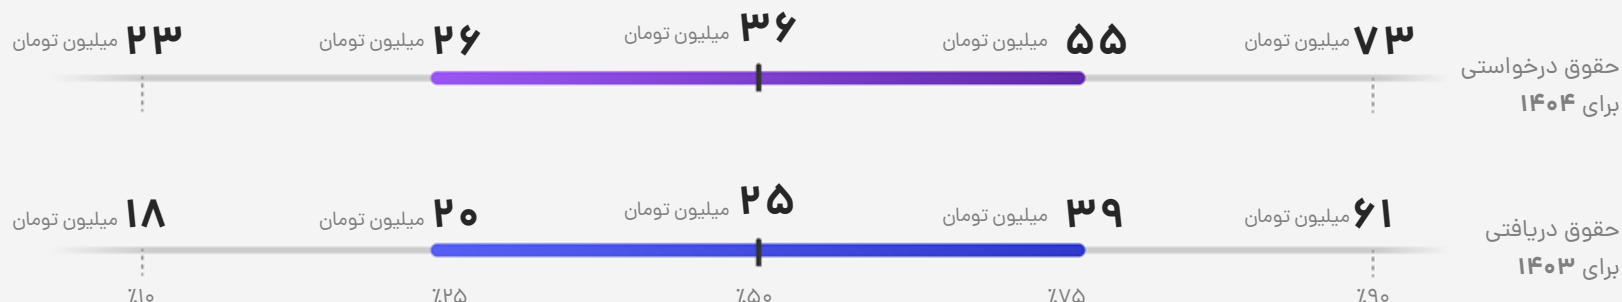 حقوق درخواستی
برای ۱۴۰۴
۷۳ میلیون تومان
۵۵ میلیون تومان
۳۶ میلیون تومان
۲۶ میلیون تومان
۲۳ میلیون تومان
حقوق دریافتی
برای ۱۴۰۳
۶۱ میلیون تومان
۳۹ میلیون تومان
۲۵ میلیون تومان
۲۰ میلیون تومان
۱۸ میلیون تومان
٪۹۰ ٪۷۵ ٪۵۰ ٪۲۵ ٪۱۰